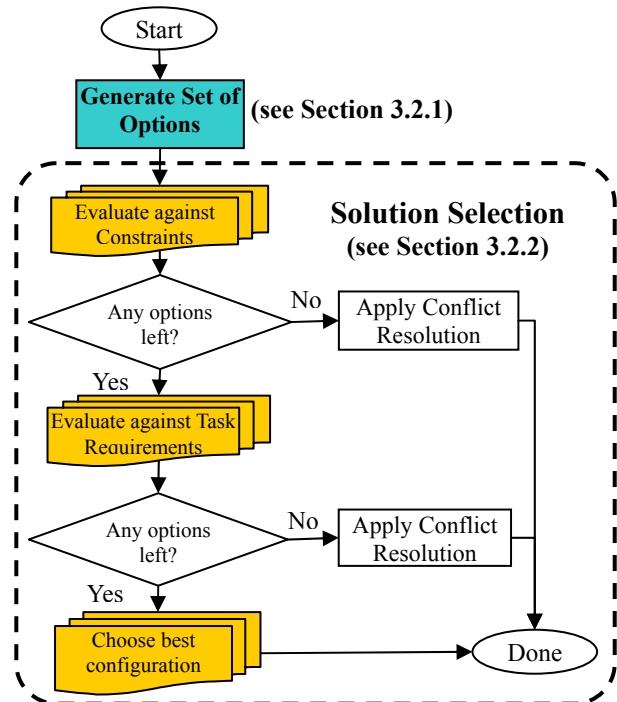 Start
Generate Set of
Options
(see Section 3.2.1)
Solution Selection
(see Section 3.2.2)
Evaluate against
Constraints
Any options
left?
No
Apply Conflict
Resolution
Yes
Evaluate against Task
Requirements
Any options
left?
No
Apply Conflict
Resolution
Yes
Choose best
configuration
Done